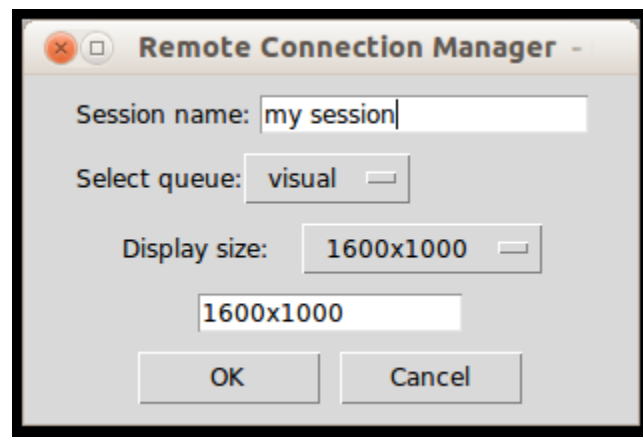 Remote Connection Manager -
Session name: my session
Select queue: visual
Display size: 1600x1000
1600x1000
OK Cancel